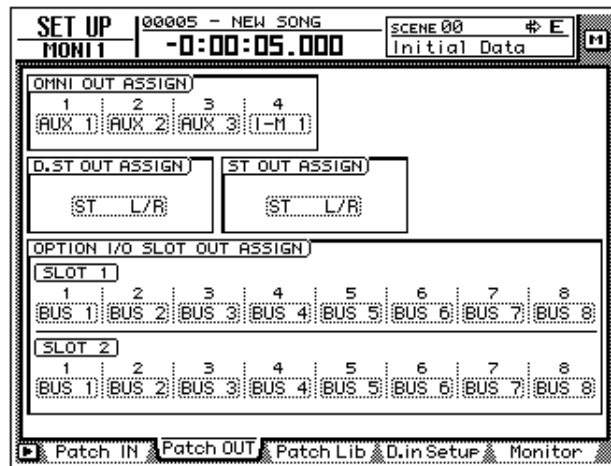 SET UP 00005 - NEW SONG SCENE 00 E M
MONI1 -0:00:05.000 Initial Data
OMNI OUT ASSIGN
1 2 3 4
AUX 1 AUX 2 AUX 3 I-M 1
D.ST OUT ASSIGN ST OUT ASSIGN
ST L/R ST L/R
OPTION I/O SLOT OUT ASSIGN
SLOT 1
1 2 3 4 5 6 7 8
BUS 1 BUS 2 BUS 3 BUS 4 BUS 5 BUS 6 BUS 7 BUS 8
SLOT 2
1 2 3 4 5 6 7 8
BUS 1 BUS 2 BUS 3 BUS 4 BUS 5 BUS 6 BUS 7 BUS 8
Patch IN Patch OUT Patch Lib D.in Setup Monitor